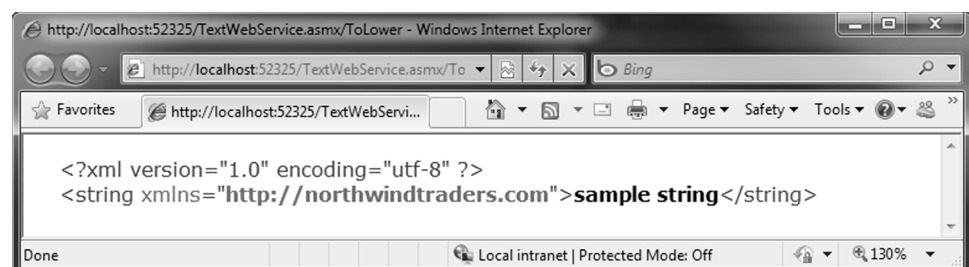 http://localhost:52325/TextWebService.asmx/ToLower - Windows Internet Explorer
http://localhost:52325/TextWebService.asmx/To
Bing
Favorites
http://localhost:52325/TextWebServi...
Page
Safety
Tools
<?xml version="1.0" encoding="utf-8" ?>
<string xmlns="http://northwindtraders.com">sample string</string>
Done
Local intranet | Protected Mode: Off
130%